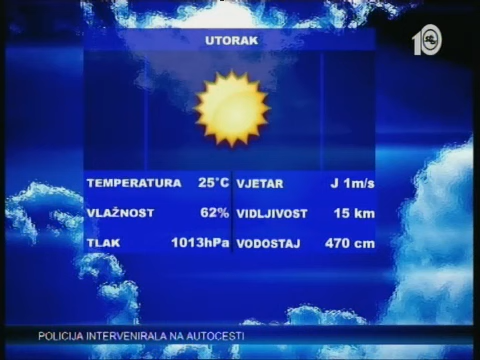 UTORAK
10
TEMPERATURA 25°C VJETAR J 1m/s
VLAŽNOST 62% VIDLJIVOST 15 km
TLAK 1013hPa VODOSTAJ 470 cm
POLICIJA INTERVENIRALA NA AUTOCESTI